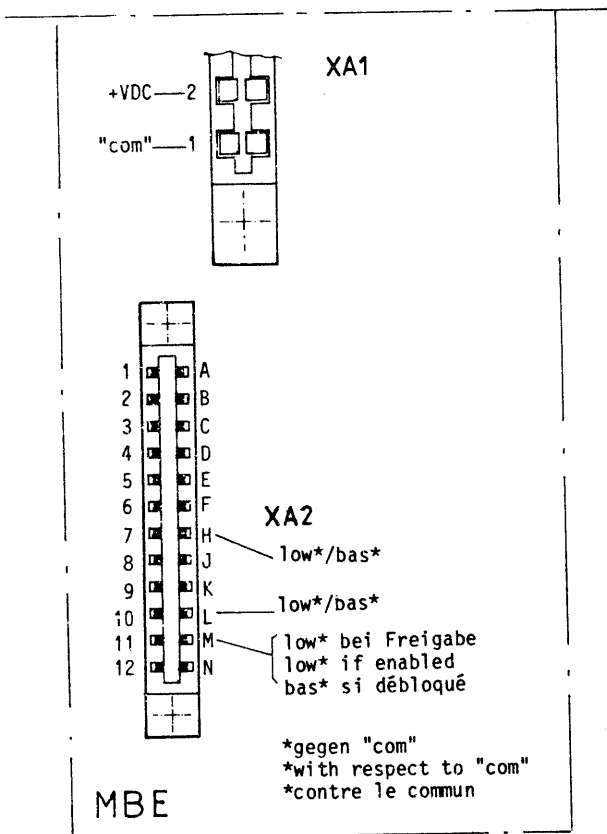 XA1
+VDC—2
"com"—1
1 A
2 B
3 C
4 D
5 E
6 F
XA2
7 H
low*/bas*
8 J
9 K
low*/bas*
10 L
11 M
low* bei Freigabe
low* if enabled
12 N
bas* si débloqué
*gegen "com"
*with respect to "com"
*contre le commun
MBE